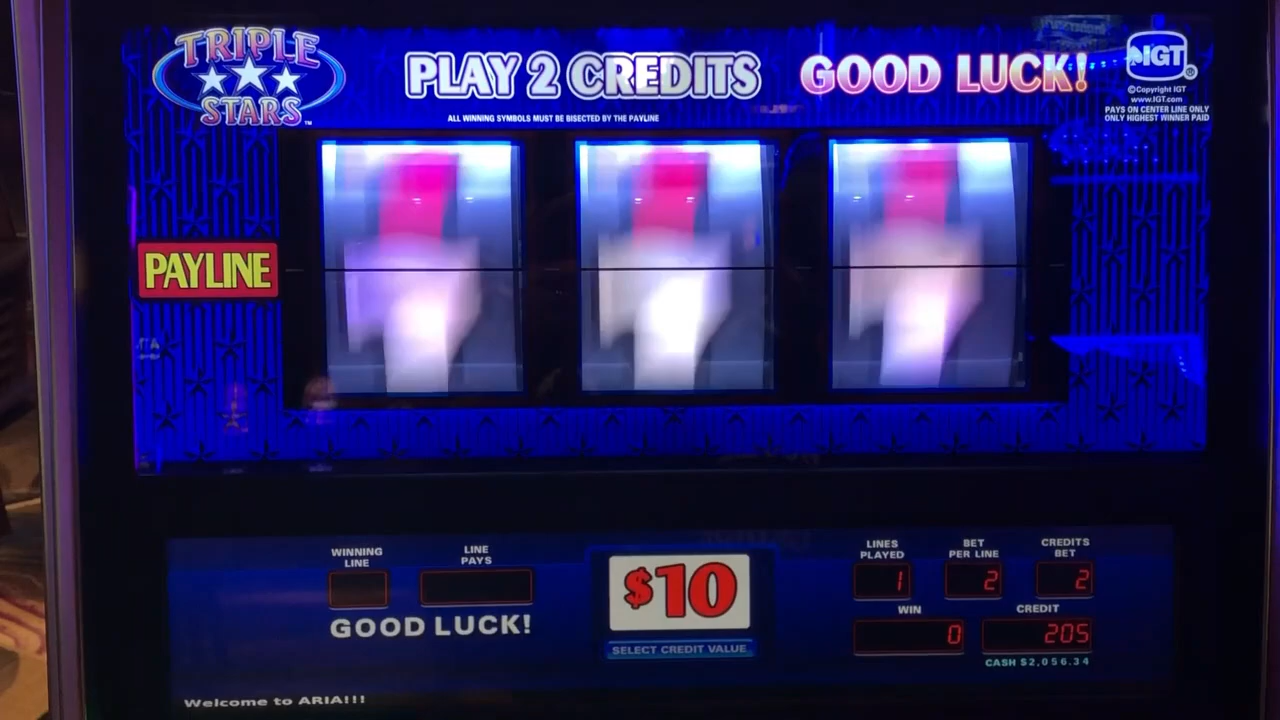 TRIPLE
STARS™
PLAY 2 CREDITS
GOOD LUCK!
IGT®
©Copyright IGT
www.IGT.com
PAYS ON CENTER LINE ONLY
ONLY HIGHEST WINNER PAID
ALL WINNING SYMBOLS MUST BE BISECTED BY THE PAYLINE
PAYLINE
WINNING
LINE
LINE
PAYS
GOOD LUCK!
$10
SELECT CREDIT VALUE
LINES
PLAYED
1
BET
PER LINE
2
CREDITS
BET
2
WIN
0
CREDIT
205
CASH $2,056.34
Welcome to ARIA!!!